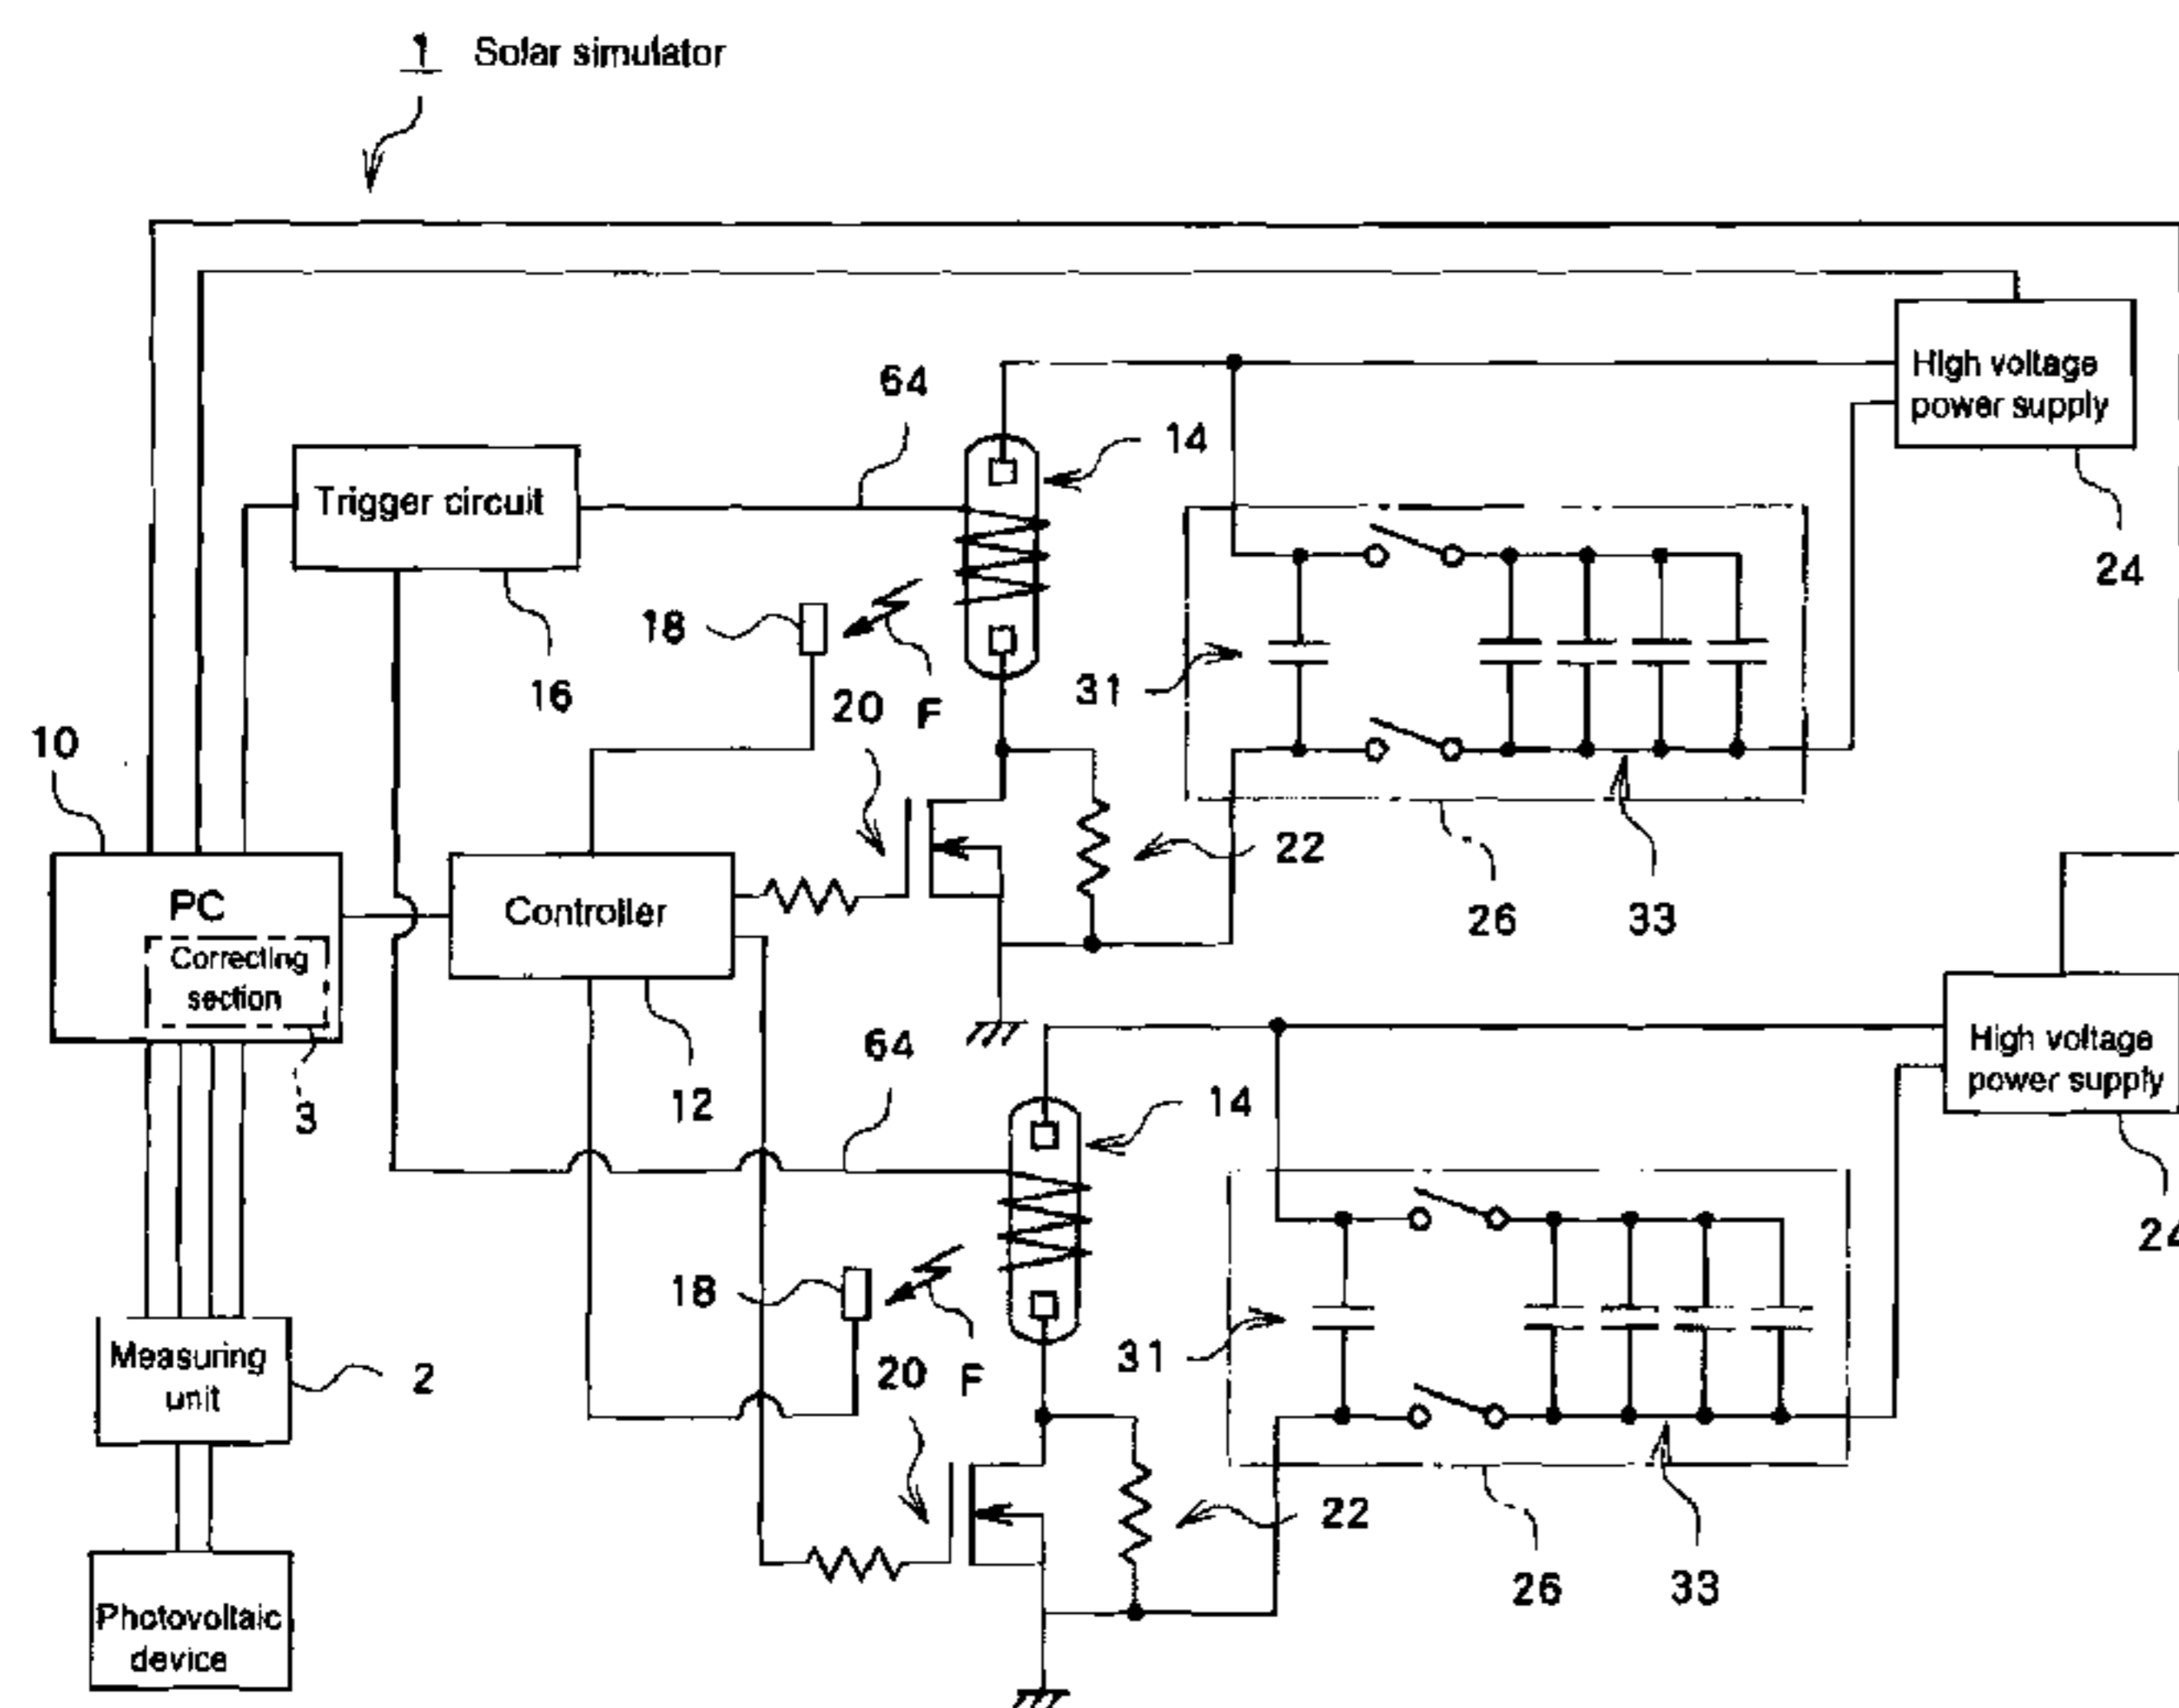 1 Solar simulator
High voltage
power supply
64
14
Trigger circuit
24
18
16
20
F
31
10
22
PC
Controller
26
33
Correcting
section
64
High voltage
power supply
3
12
14
24
18
Measuring
unit
2
20
F
31
22
26
33
Photovoltaic
device